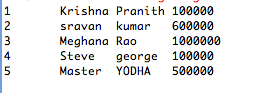 1 Krishna Pranith 100000
2 sravan kumar 600000
3 Meghana Rao 1000000
4 Steve george 100000
5 Master YODHA 500000